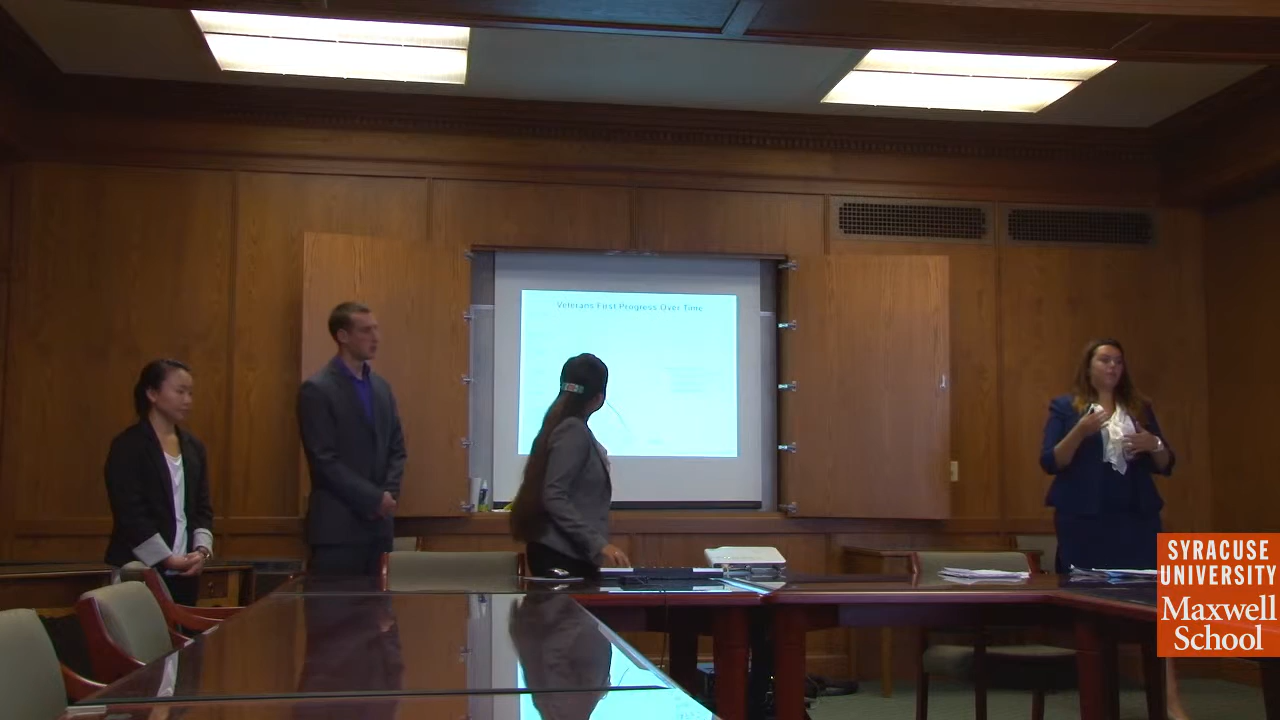 Veterans First Progress Over Time
SYRACUSE
UNIVERSITY
Maxwell
School